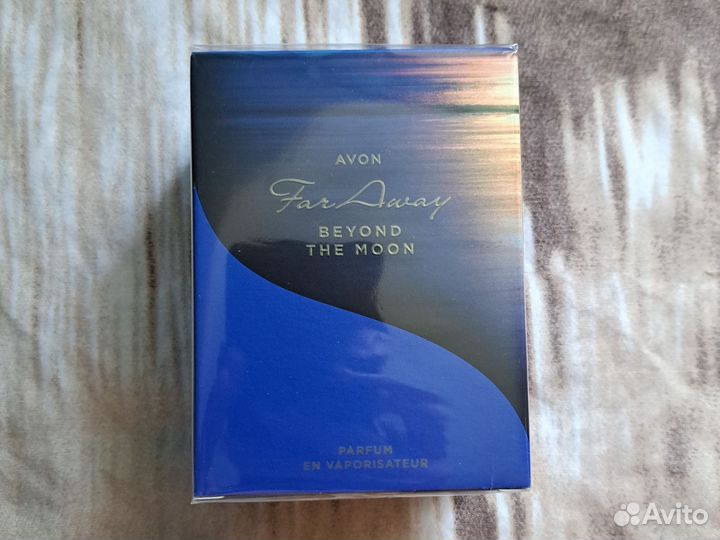 AVON
Far Away
BEYOND
THE MOON
PARFUM
EN VAPORISATEUR
Avito